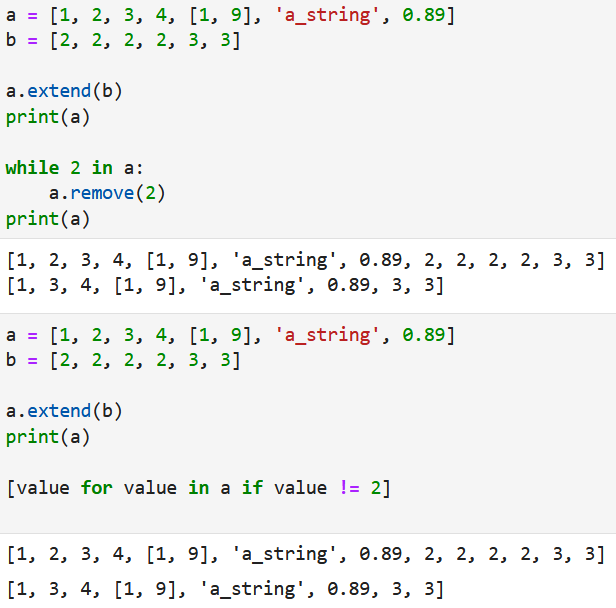 a = [1, 2, 3, 4, [1, 9], 'a_string', 0.89]
b = [2, 2, 2, 2, 3, 3]
a.extend(b)
print(a)
while 2 in a:
    a.remove(2)
print(a)
[1, 2, 3, 4, [1, 9], 'a_string', 0.89, 2, 2, 2, 2, 3, 3]
[1, 3, 4, [1, 9], 'a_string', 0.89, 3, 3]
a = [1, 2, 3, 4, [1, 9], 'a_string', 0.89]
b = [2, 2, 2, 2, 3, 3]
a.extend(b)
print(a)
[value for value in a if value != 2]
[1, 2, 3, 4, [1, 9], 'a_string', 0.89, 2, 2, 2, 2, 3, 3]
[1, 3, 4, [1, 9], 'a_string', 0.89, 3, 3]